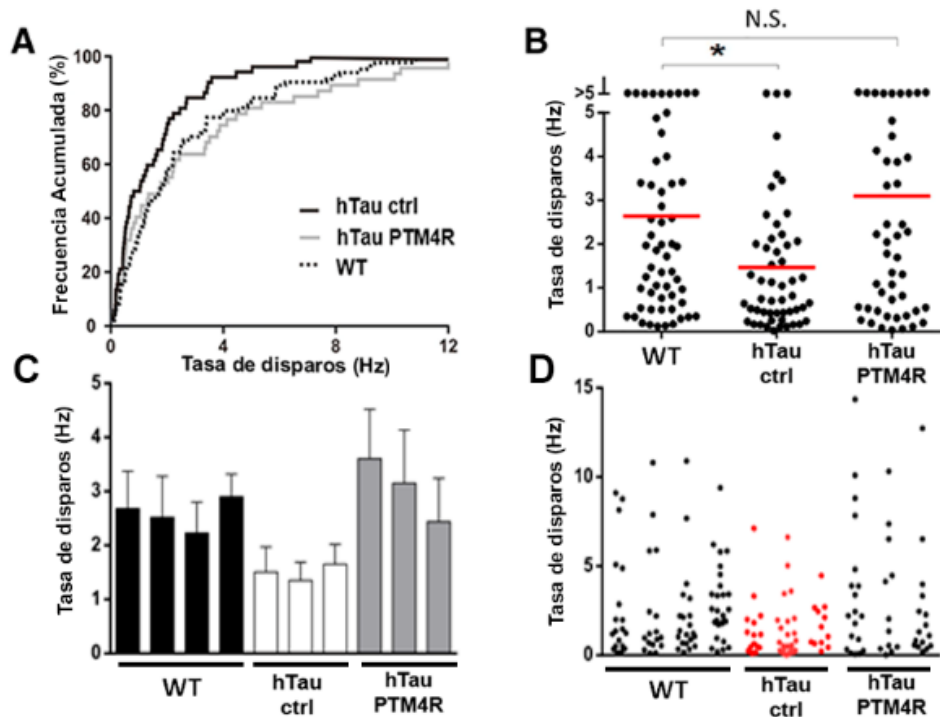 A
Frecuencia Acumulada (%)
100
80
60
40
20
0
hTau ctrl
hTau PTM4R
WT
0 4 8 12
Tasa de disparos (Hz)
B
N.S.
*
Tasa de disparos (Hz)
>5
4
3
2
1
0
WT
hTau
ctrl
hTau
PTM4R
C
Tasa de disparos (Hz)
5
4
3
2
1
0
WT
hTau
ctrl
hTau
PTM4R
D
Tasa de disparos (Hz)
15
10
5
0
WT
hTau
ctrl
hTau
PTM4R